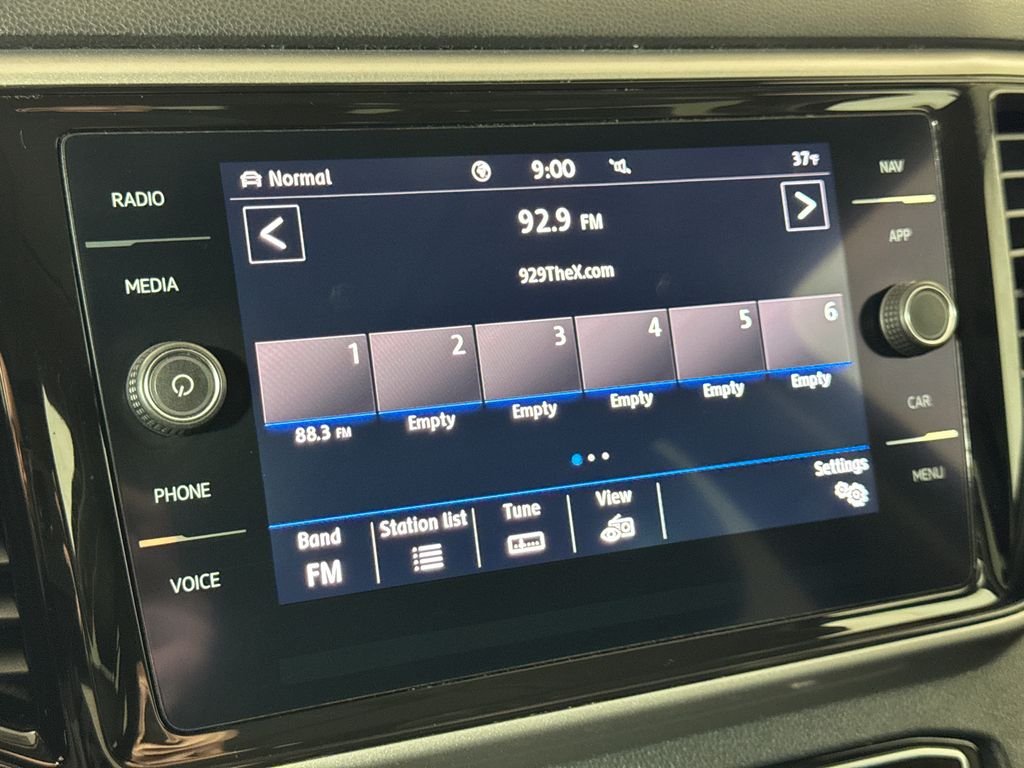 RADIO
MEDIA
PHONE
VOICE
Normal
9:00
37°F
92.9 FM
929TheX.com
1
2
3
4
5
6
88.3 FM
Empty
Empty
Empty
Empty
Empty
Band
FM
Station list
Tune
View
Settings
NAV
APP
CAR
MENU